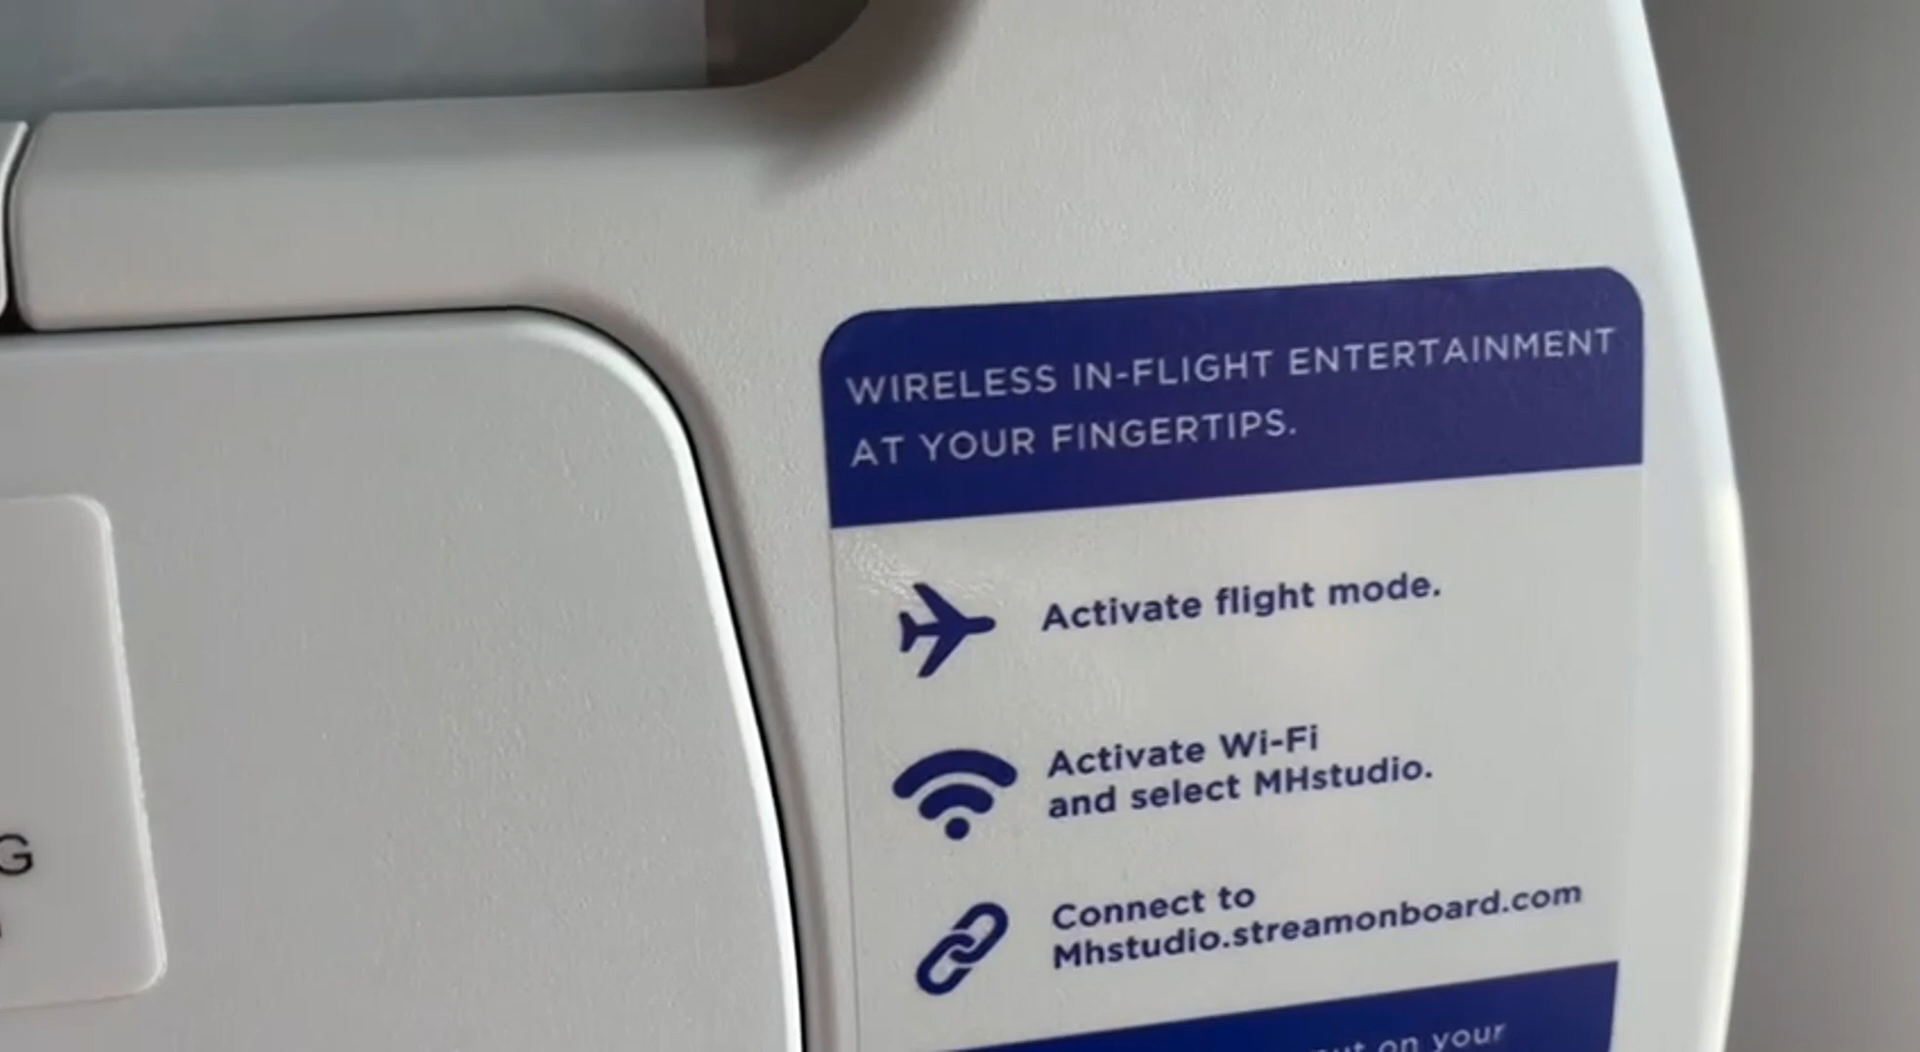 WIRELESS IN-FLIGHT ENTERTAINMENT
AT YOUR FINGERTIPS.
Activate flight mode.
Activate Wi-Fi
and select MHstudio.
Connect to
Mhstudio.streamonboard.com
on your
G